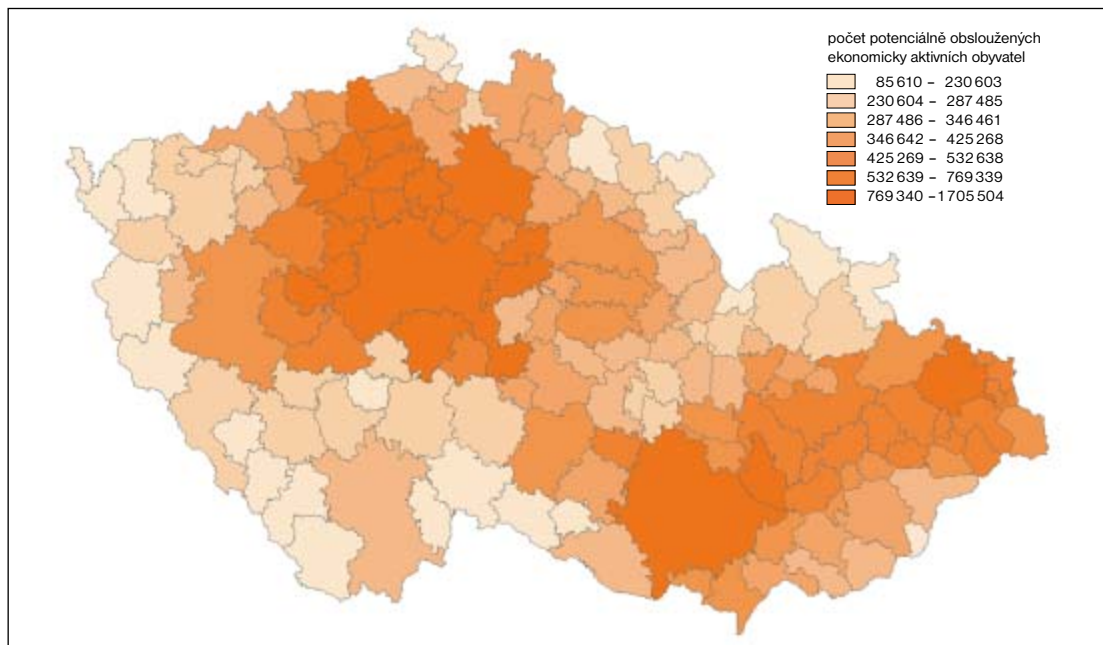 počet potenciálně obsloužených
ekonomicky aktivních obyvatel
85 610 – 230 603
230 604 – 287 485
287 486 – 346 461
346 642 – 425 268
425 269 – 532 638
532 639 – 769 339
769 340 –1 705 504